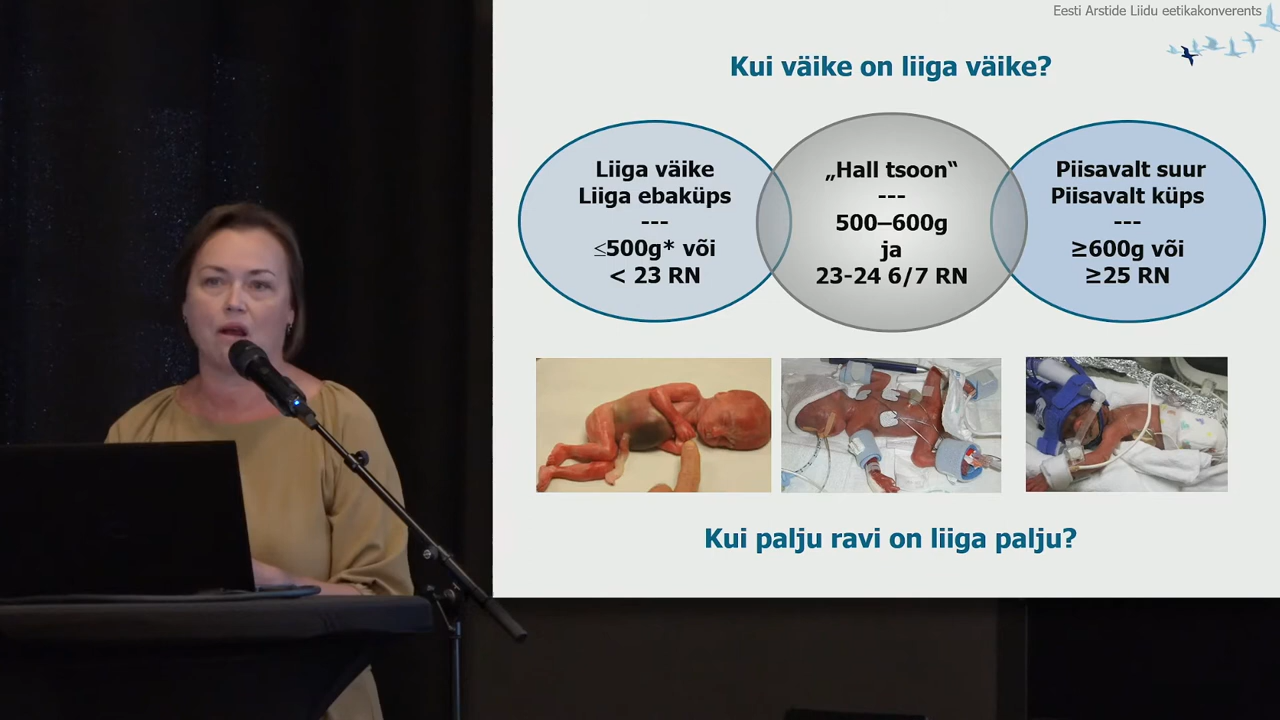 Eesti Arstide Liidu eetikakonverents
Kui väike on liiga väike?
Liiga väike
Liiga ebaküps
---
≤500g* või
< 23 RN
„Hall tsoon“
---
500–600g
ja
23-24 6/7 RN
Piisavalt suur
Piisavalt küps
---
≥600g või
≥25 RN
Kui palju ravi on liiga palju?